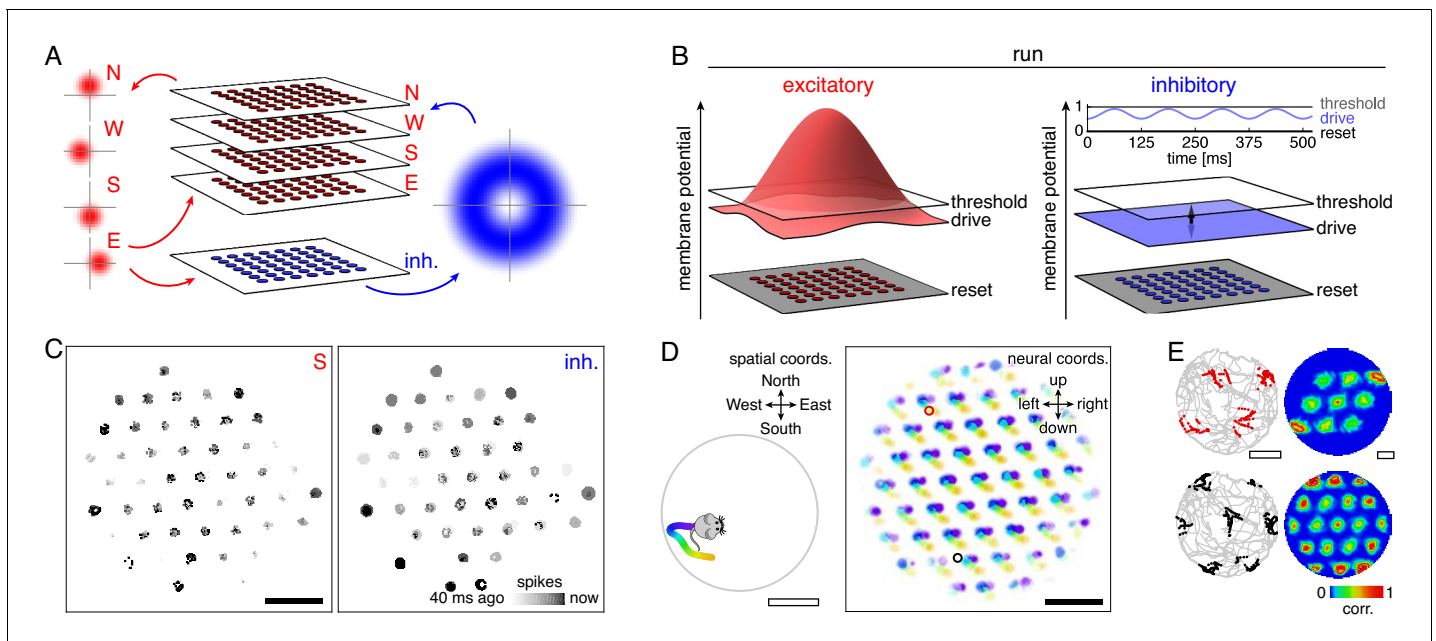 A
N
W
S
E
N
W
S
E
inh.
B
run
excitatory
inhibitory
membrane potential
threshold
drive
reset
membrane potential
1
0
threshold
drive
reset
0 125 250 375 500
time [ms]
threshold
drive
reset
C
S
inh.
spikes
40 ms ago now
D
spatial coords.
North
West East
South
neural coords.
up
left right
down
E
0 1
corr.